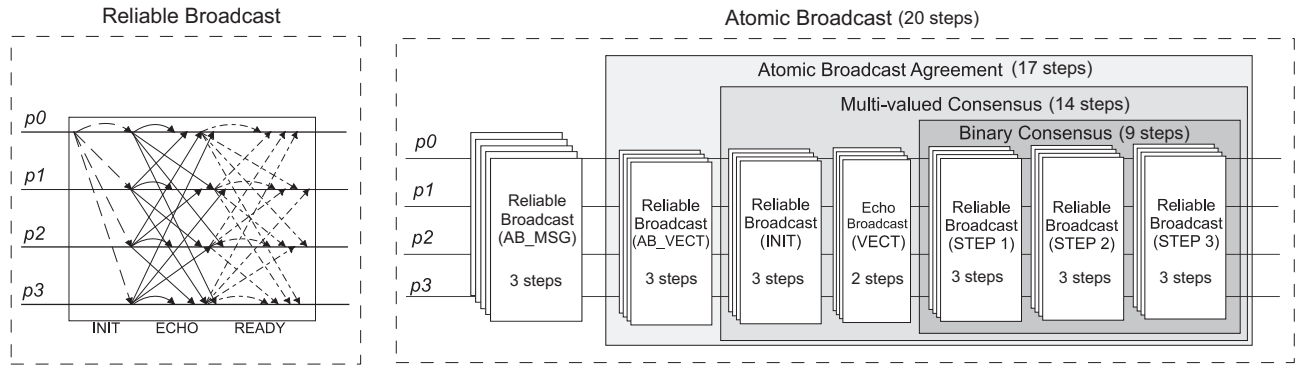 Reliable Broadcast
p0
p1
p2
p3
INIT ECHO READY
Atomic Broadcast (20 steps)
Atomic Broadcast Agreement (17 steps)
Multi-valued Consensus (14 steps)
Binary Consensus (9 steps)
p0
p1
p2
p3
Reliable
Broadcast
(AB_MSG)
3 steps
Reliable
Broadcast
(AB_VECT)
3 steps
Reliable
Broadcast
(INIT)
3 steps
Echo
Broadcast
(VECT)
2 steps
Reliable
Broadcast
(STEP 1)
3 steps
Reliable
Broadcast
(STEP 2)
3 steps
Reliable
Broadcast
(STEP 3)
3 steps